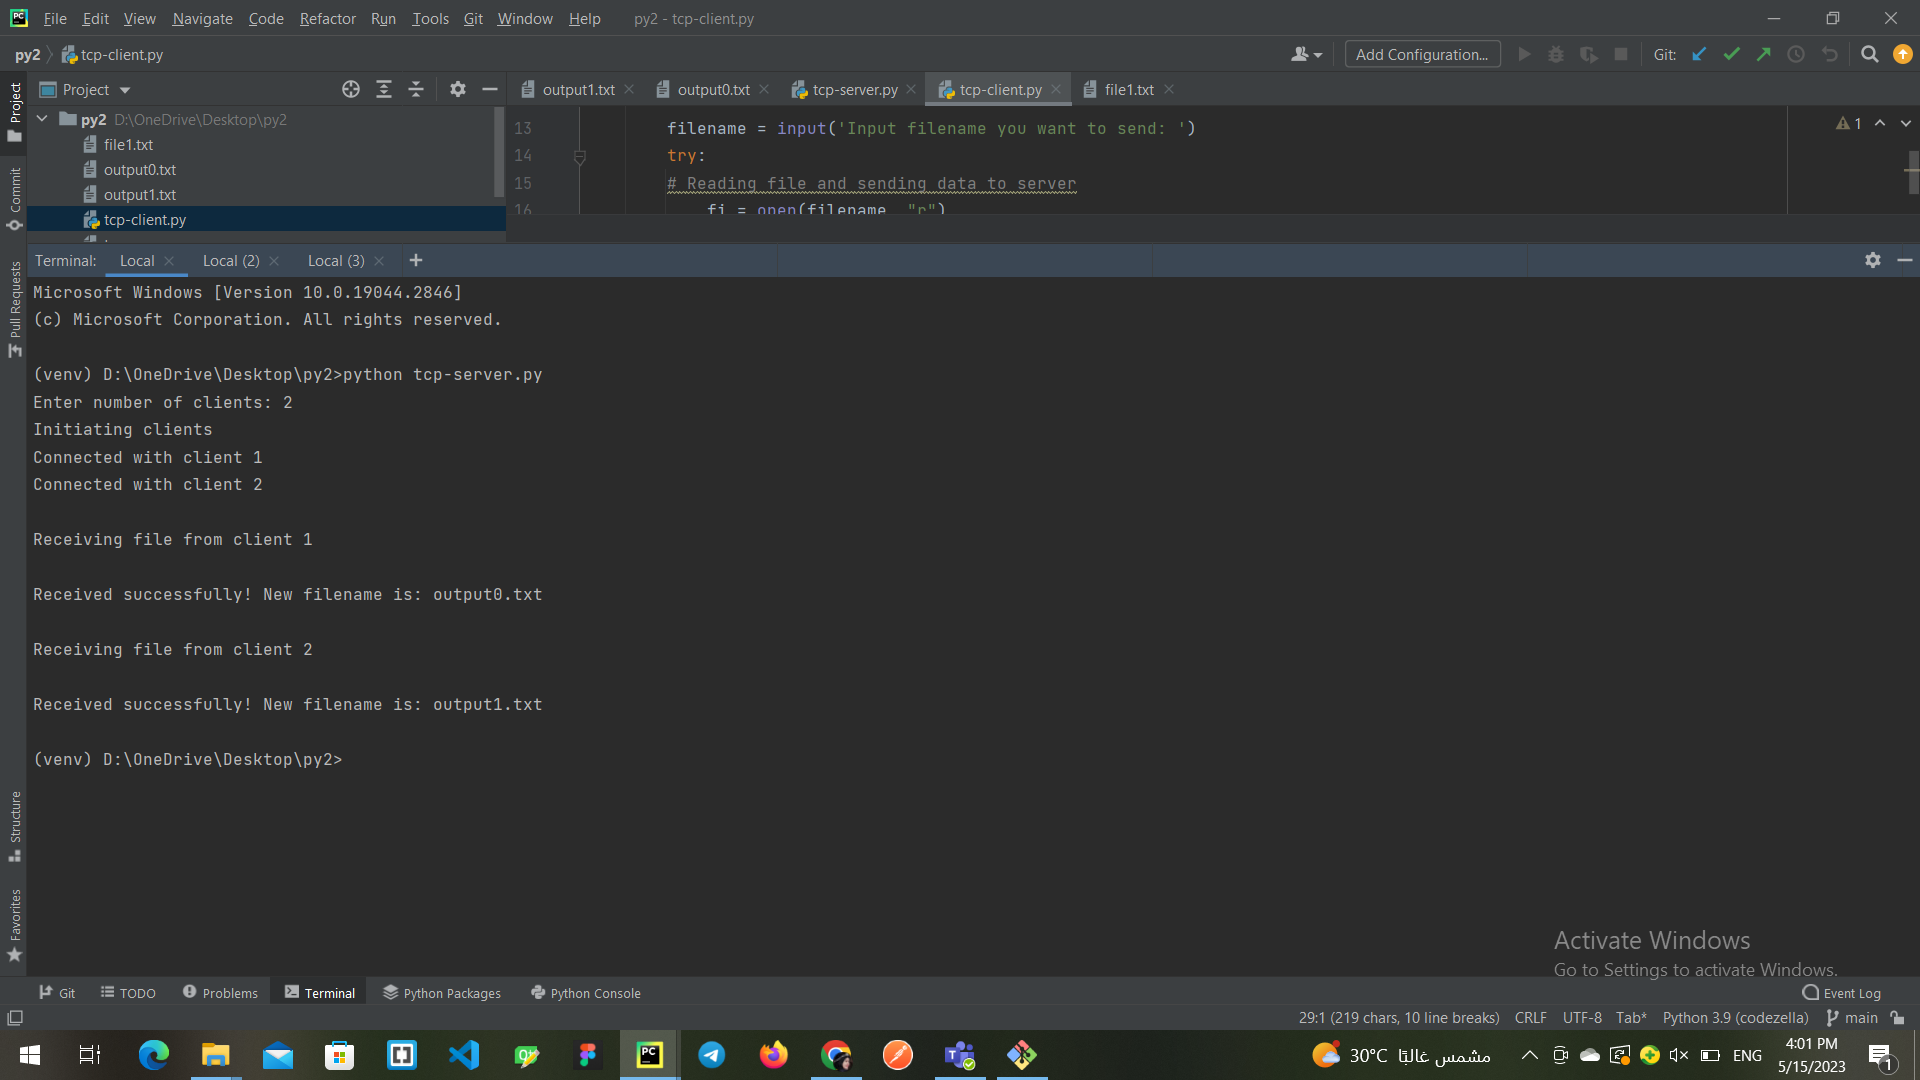 File Edit View Navigate Code Refactor Run Tools Git Window Help py2 - tcp-client.py
py2 tcp-client.py Add Configuration... Git:
Project
output1.txt output0.txt tcp-server.py tcp-client.py file1.txt
py2 D:\OneDrive\Desktop\py2
file1.txt
output0.txt
output1.txt
tcp-client.py
13 filename = input('Input filename you want to send: ')
14 try:
15 # Reading file and sending data to server
16 fi = open(filename, "r")
1
Project
Commit
Pull Requests
Structure
Favorites
Terminal: Local Local (2) Local (3)
Microsoft Windows [Version 10.0.19044.2846]
(c) Microsoft Corporation. All rights reserved.
(venv) D:\OneDrive\Desktop\py2>python tcp-server.py
Enter number of clients: 2
Initiating clients
Connected with client 1
Connected with client 2
Receiving file from client 1
Received successfully! New filename is: output0.txt
Receiving file from client 2
Received successfully! New filename is: output1.txt
(venv) D:\OneDrive\Desktop\py2>
Activate Windows
Go to Settings to activate Windows.
Git TODO Problems Terminal Python Packages Python Console Event Log
29:1 (219 chars, 10 line breaks) CRLF UTF-8 Tab* Python 3.9 (codezella) main
PC
30°C مشمس غالبًا ENG
4:01 PM
5/15/2023
1